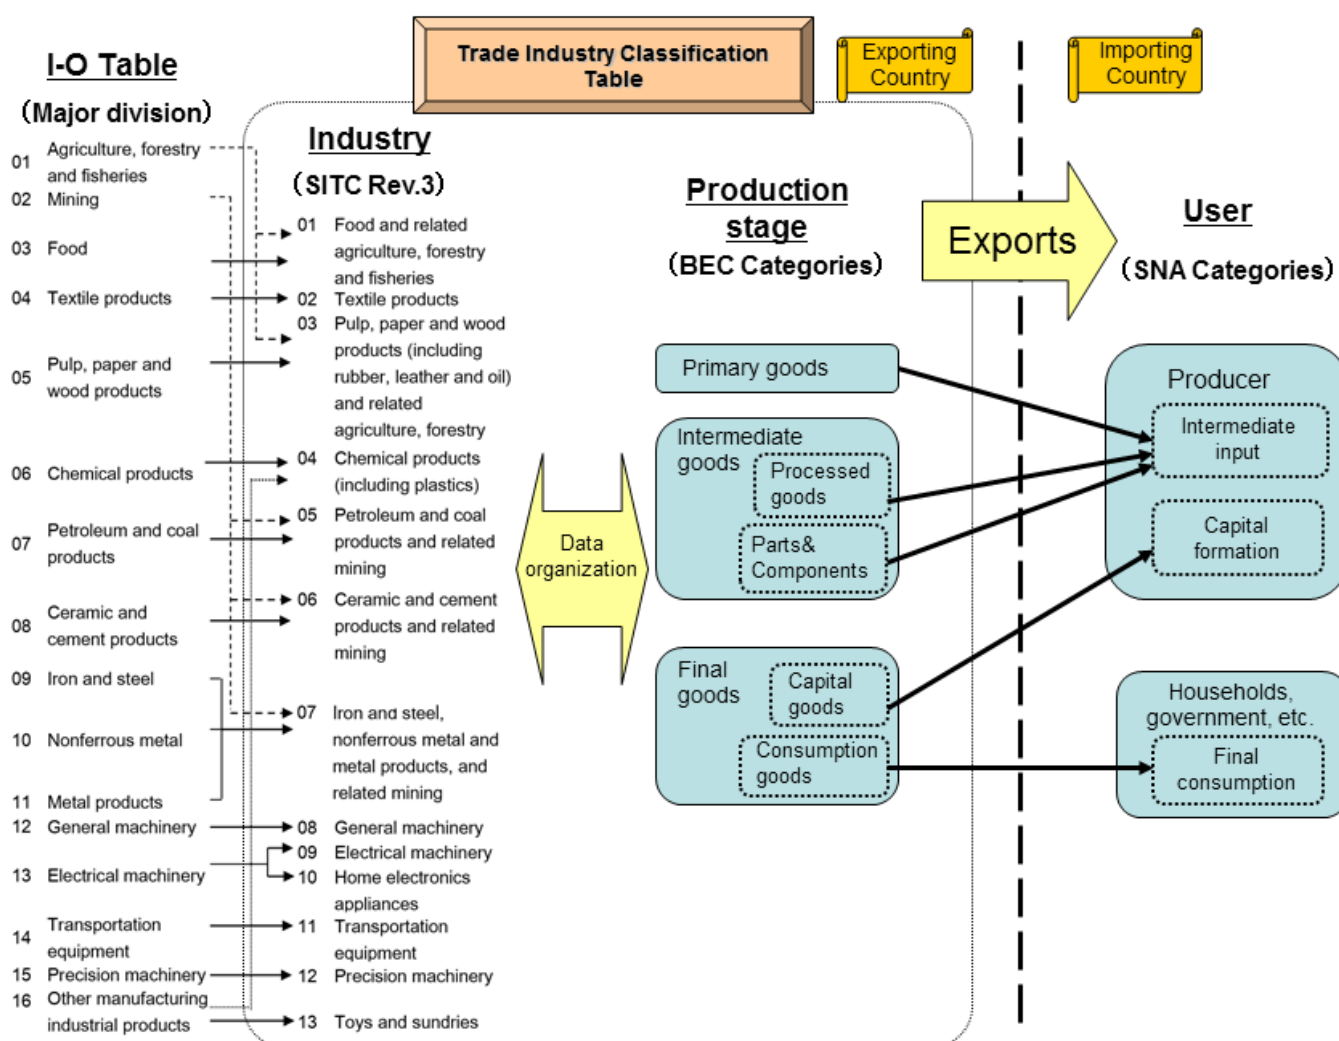 Trade Industry Classification
Table
Exporting
Country
Importing
Country
I-O Table
(Major division)
01 Agriculture, forestry
and fisheries
02 Mining
03 Food
04 Textile products
05 Pulp, paper and
wood products
06 Chemical products
07 Petroleum and coal
products
08 Ceramic and
cement products
09 Iron and steel
10 Nonferrous metal
11 Metal products
12 General machinery
13 Electrical machinery
14 Transportation
equipment
15 Precision machinery
16 Other manufacturing
industrial products
Industry
(SITC Rev.3)
01 Food and related
agriculture, forestry
and fisheries
02 Textile products
03 Pulp, paper and wood
products (including
rubber, leather and oil)
and related
agriculture, forestry
04 Chemical products
(including plastics)
05 Petroleum and coal
products and related
mining
06 Ceramic and cement
products and related
mining
07 Iron and steel,
nonferrous metal and
metal products, and
related mining
08 General machinery
09 Electrical machinery
10 Home electronics
appliances
11 Transportation
equipment
12 Precision machinery
13 Toys and sundries
Data
organization
Production
stage
(BEC Categories)
Primary goods
Intermediate
goods
Processed
goods
Parts&
Components
Final
goods
Capital
goods
Consumption
goods
Exports
User
(SNA Categories)
Producer
Intermediate
input
Capital
formation
Households,
government, etc.
Final
consumption